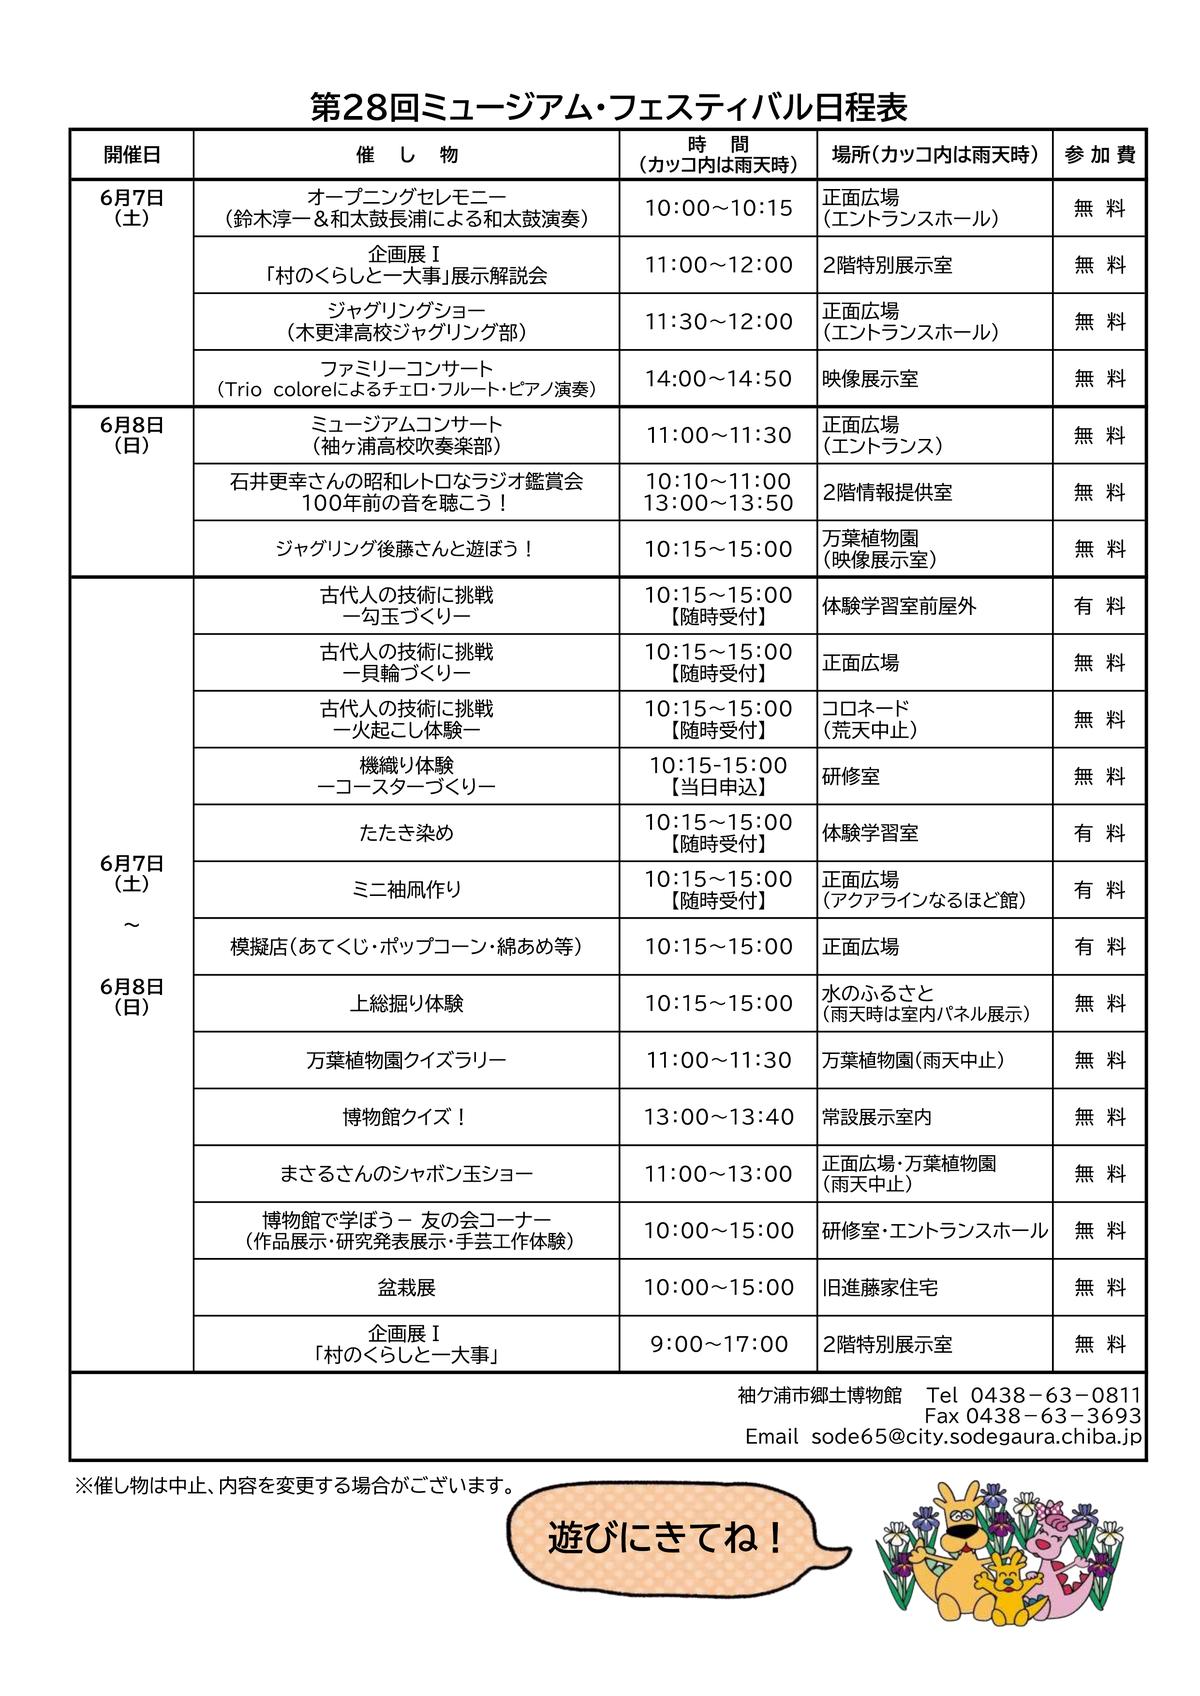 第28回ミュージアム・フェスティバル日程表
開催日
催　し　物
時　間
（カッコ内は雨天時）
場所（カッコ内は雨天時）
参 加 費
6月7日
（土）
オープニングセレモニー
（鈴木淳一＆和太鼓長浦による和太鼓演奏）
10：00～10：15
正面広場
（エントランスホール）
無 料
企画展Ⅰ
「村のくらしと一大事」展示解説会
11：00～12：00
2階特別展示室
無 料
ジャグリングショー
（木更津高校ジャグリング部）
11：30～12：00
正面広場
（エントランスホール）
無 料
ファミリーコンサート
（Trio coloreによるチェロ・フルート・ピアノ演奏）
14:00～14：50
映像展示室
無 料
6月8日
（日）
ミュージアムコンサート
（袖ヶ浦高校吹奏楽部）
11：00～11：30
正面広場
（エントランス）
無 料
石井更幸さんの昭和レトロなラジオ鑑賞会
100年前の音を聴こう！
10：10～11：00
13：00～13：50
2階情報提供室
無 料
ジャグリング後藤さんと遊ぼう！
10：15～15：00
万葉植物園
（映像展示室）
無 料
6月7日
（土）
～
6月8日
（日）
古代人の技術に挑戦
ー勾玉づくりー
10：15～15：00
【随時受付】
体験学習室前屋外
有 料
古代人の技術に挑戦
ー貝輪づくりー
10：15～15：00
【随時受付】
正面広場
無 料
古代人の技術に挑戦
ー火起こし体験ー
10：15～15：00
【随時受付】
コロネード
（荒天中止）
無 料
機織り体験
ーコースターづくりー
10：15-15：00
【当日申込】
研修室
無 料
たたき染め
10：15～15：00
【随時受付】
体験学習室
有 料
ミニ袖凧作り
10：15～15：00
【随時受付】
正面広場
（アクアラインなるほど館）
有 料
模擬店（あてくじ・ポップコーン・綿あめ等）
10：15～15：00
正面広場
有 料
上総掘り体験
10：15～15：00
水のふるさと
（雨天時は室内パネル展示）
無 料
万葉植物園クイズラリー
11：00～11：30
万葉植物園（雨天中止）
無 料
博物館クイズ！
13：00～13：40
常設展示室内
無 料
まさるさんのシャボン玉ショー
11：00～13：00
正面広場・万葉植物園
（雨天中止）
無 料
博物館で学ぼう－ 友の会コーナー
（作品展示・研究発表展示・手芸工作体験）
10：00～15：00
研修室・エントランスホール
無 料
盆栽展
10：00～15：00
旧進藤家住宅
無 料
企画展Ⅰ
「村のくらしと一大事」
9：00～17：00
2階特別展示室
無 料
袖ケ浦市郷土博物館　Tel 0438－63－0811
Fax 0438－63－3693
Email sode65@city.sodegaura.chiba.jp
※催し物は中止、内容を変更する場合がございます。
遊びにきてね！